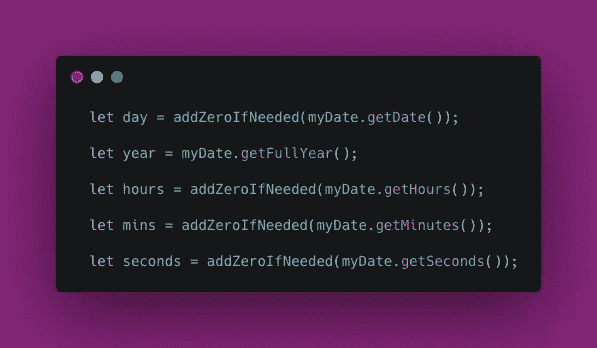 let day = addZeroIfNeeded(myDate.getDate());
let year = myDate.getFullYear();
let hours = addZeroIfNeeded(myDate.getHours());
let mins = addZeroIfNeeded(myDate.getMinutes());
let seconds = addZeroIfNeeded(myDate.getSeconds());